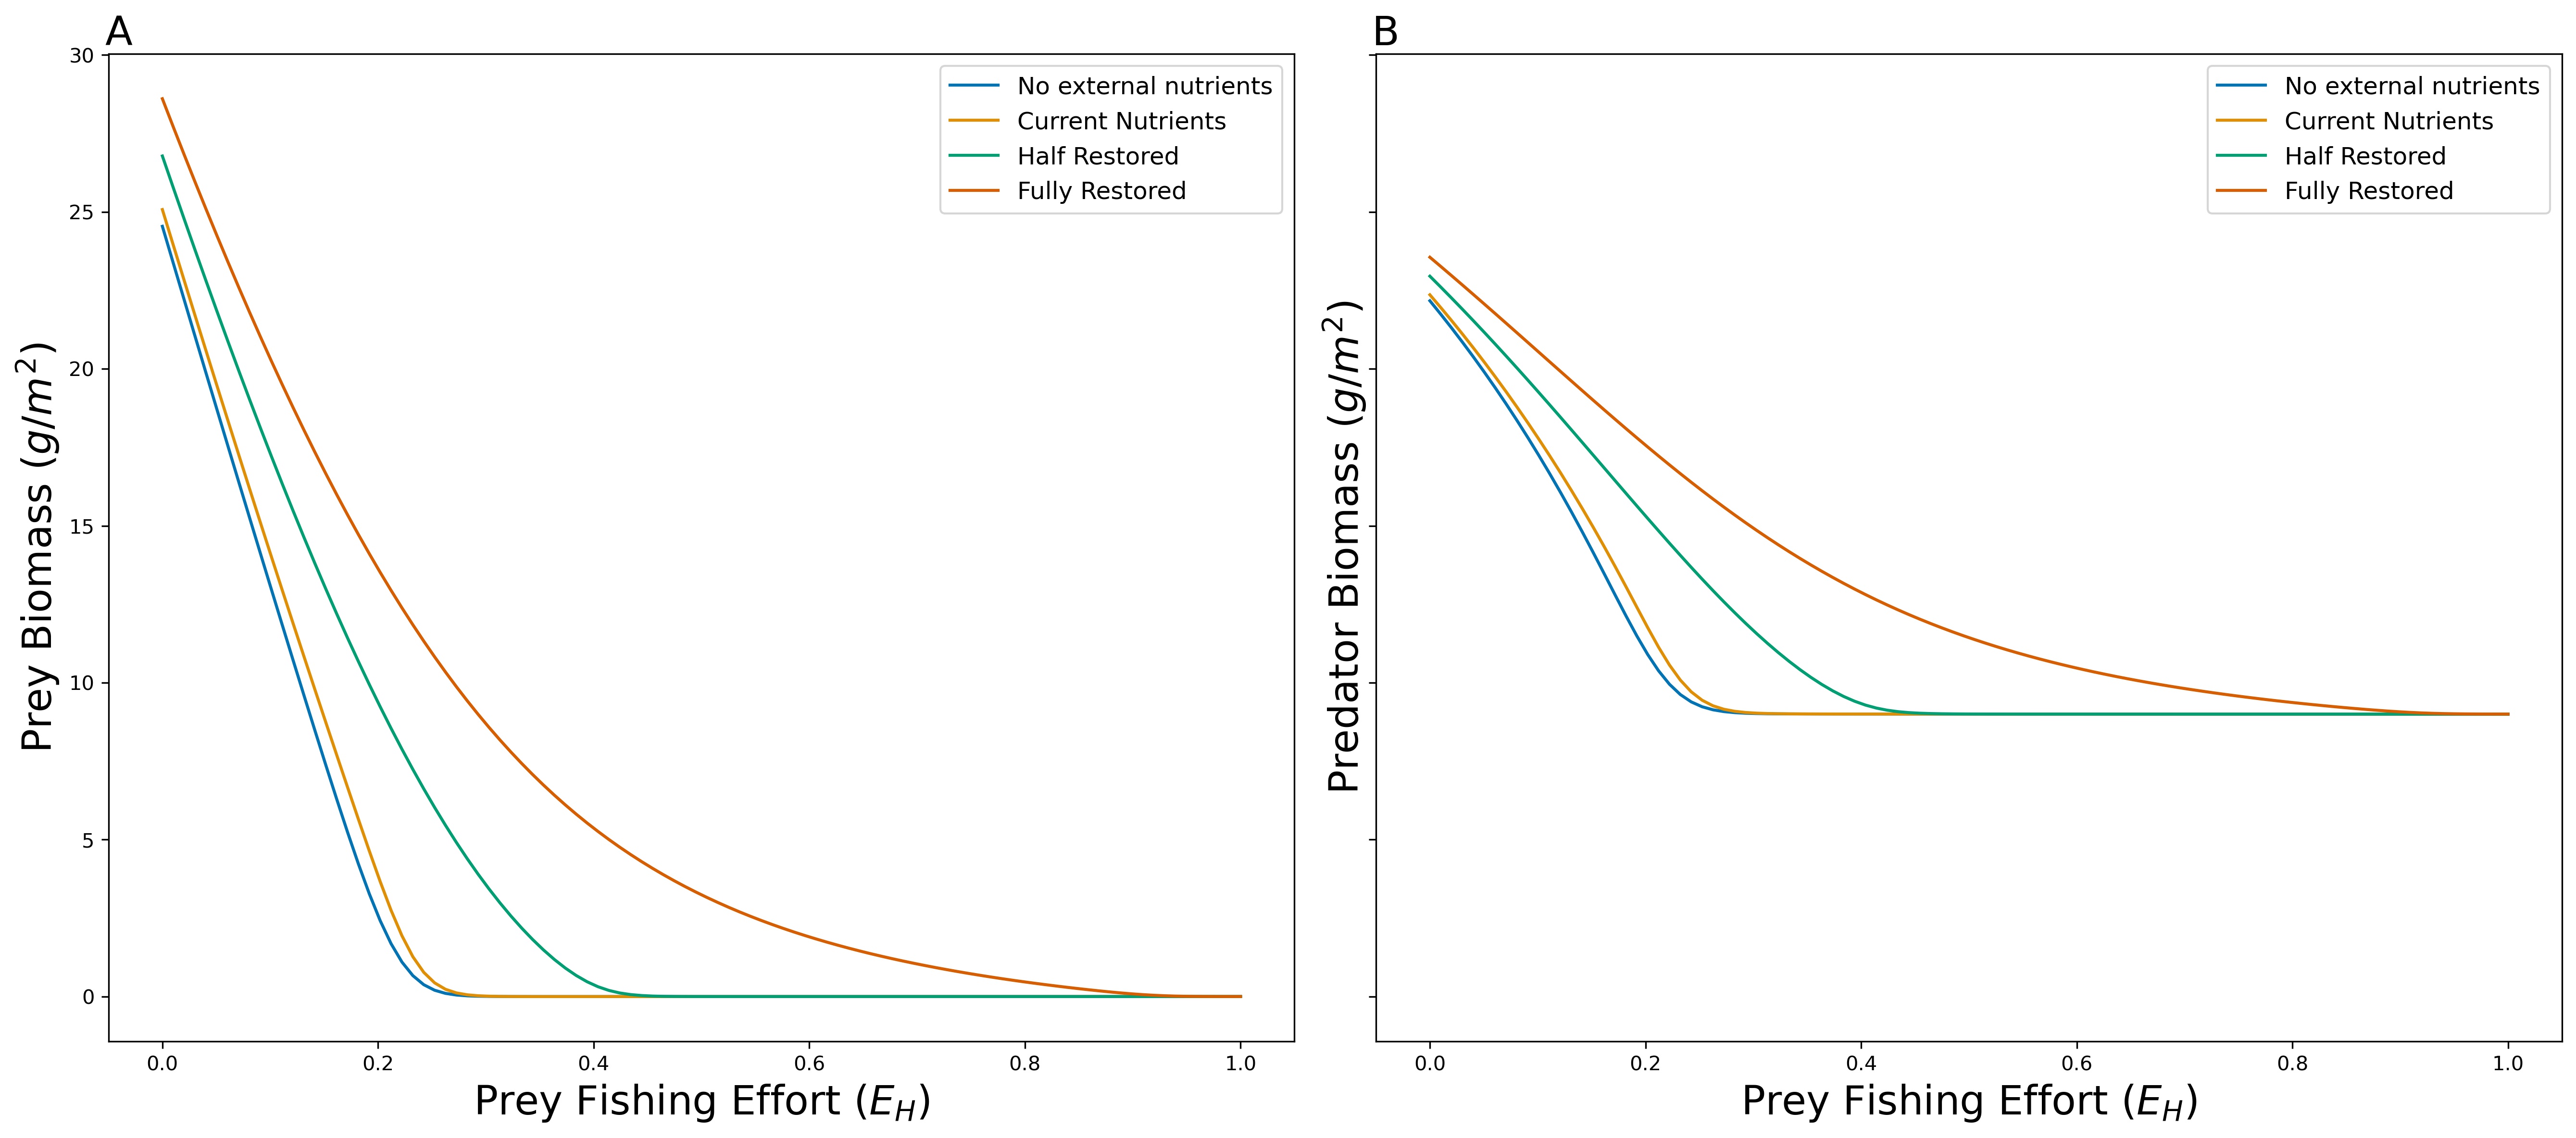 A
30
25
20
15
10
5
0
Prey Biomass (g/m²)
No external nutrients
Current Nutrients
Half Restored
Fully Restored
0.0 0.2 0.4 0.6 0.8 1.0
Prey Fishing Effort (E_H)
B
Predator Biomass (g/m²)
No external nutrients
Current Nutrients
Half Restored
Fully Restored
0.0 0.2 0.4 0.6 0.8 1.0
Prey Fishing Effort (E_H)